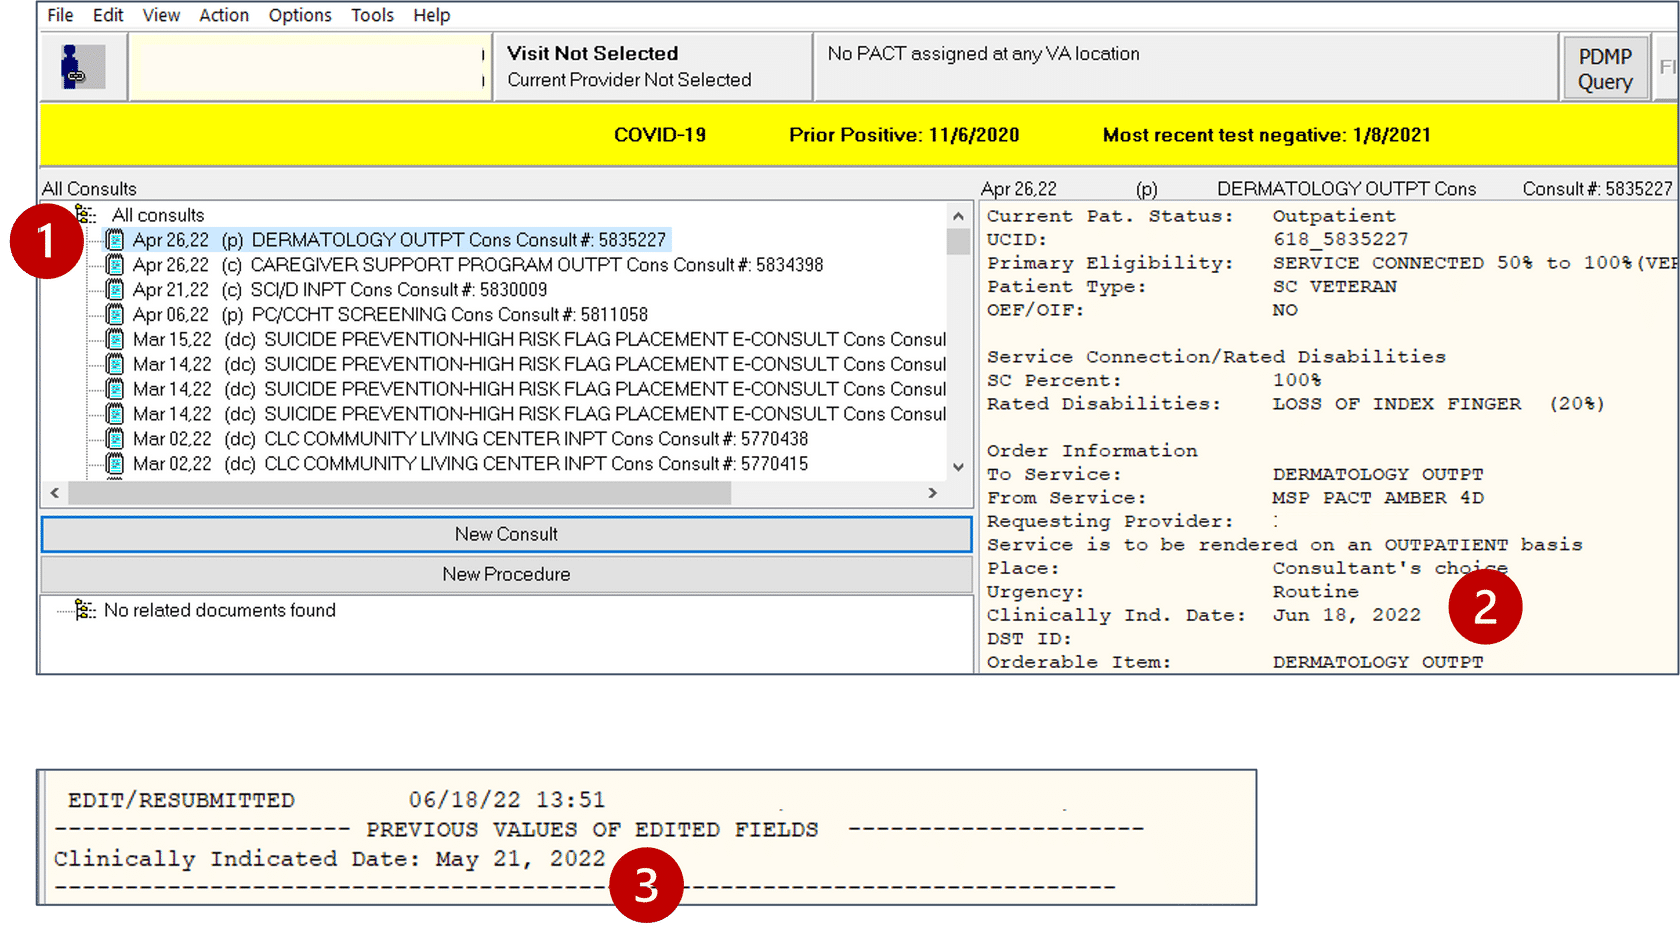 File Edit View Action Options Tools Help
Visit Not Selected
Current Provider Not Selected
No PACT assigned at any VA location
PDMP
Query
COVID-19 Prior Positive: 11/6/2020 Most recent test negative: 1/8/2021
All Consults
1
All consults
Apr 26,22 (p) DERMATOLOGY OUTPT Cons Consult #: 5835227
Apr 26,22 (c) CAREGIVER SUPPORT PROGRAM OUTPT Cons Consult #: 5834398
Apr 21,22 (c) SCI/D INPT Cons Consult #: 5830009
Apr 06,22 (p) PC/CCHT SCREENING Cons Consult #: 5811058
Mar 15,22 (dc) SUICIDE PREVENTION-HIGH RISK FLAG PLACEMENT E-CONSULT Cons Consul
Mar 14,22 (dc) SUICIDE PREVENTION-HIGH RISK FLAG PLACEMENT E-CONSULT Cons Consul
Mar 14,22 (dc) SUICIDE PREVENTION-HIGH RISK FLAG PLACEMENT E-CONSULT Cons Consul
Mar 14,22 (dc) SUICIDE PREVENTION-HIGH RISK FLAG PLACEMENT E-CONSULT Cons Consul
Mar 02,22 (dc) CLC COMMUNITY LIVING CENTER INPT Cons Consult #: 5770438
Mar 02,22 (dc) CLC COMMUNITY LIVING CENTER INPT Cons Consult #: 5770415
New Consult
New Procedure
No related documents found
Apr 26,22 (p) DERMATOLOGY OUTPT Cons Consult #: 5835227
Current Pat. Status: Outpatient
UCID: 618_5835227
Primary Eligibility: SERVICE CONNECTED 50% to 100%(VER
Patient Type: SC VETERAN
OEF/OIF: NO
Service Connection/Rated Disabilities
SC Percent: 100%
Rated Disabilities: LOSS OF INDEX FINGER (20%)
Order Information
To Service: DERMATOLOGY OUTPT
From Service: MSP PACT AMBER 4D
Requesting Provider:
Service is to be rendered on an OUTPATIENT basis
Place: Consultant's choice
Urgency: Routine
Clinically Ind. Date: Jun 18, 2022
2
DST ID:
Orderable Item: DERMATOLOGY OUTPT
EDIT/RESUBMITTED 06/18/22 13:51
--------------------- PREVIOUS VALUES OF EDITED FIELDS ---------------------
Clinically Indicated Date: May 21, 2022
3